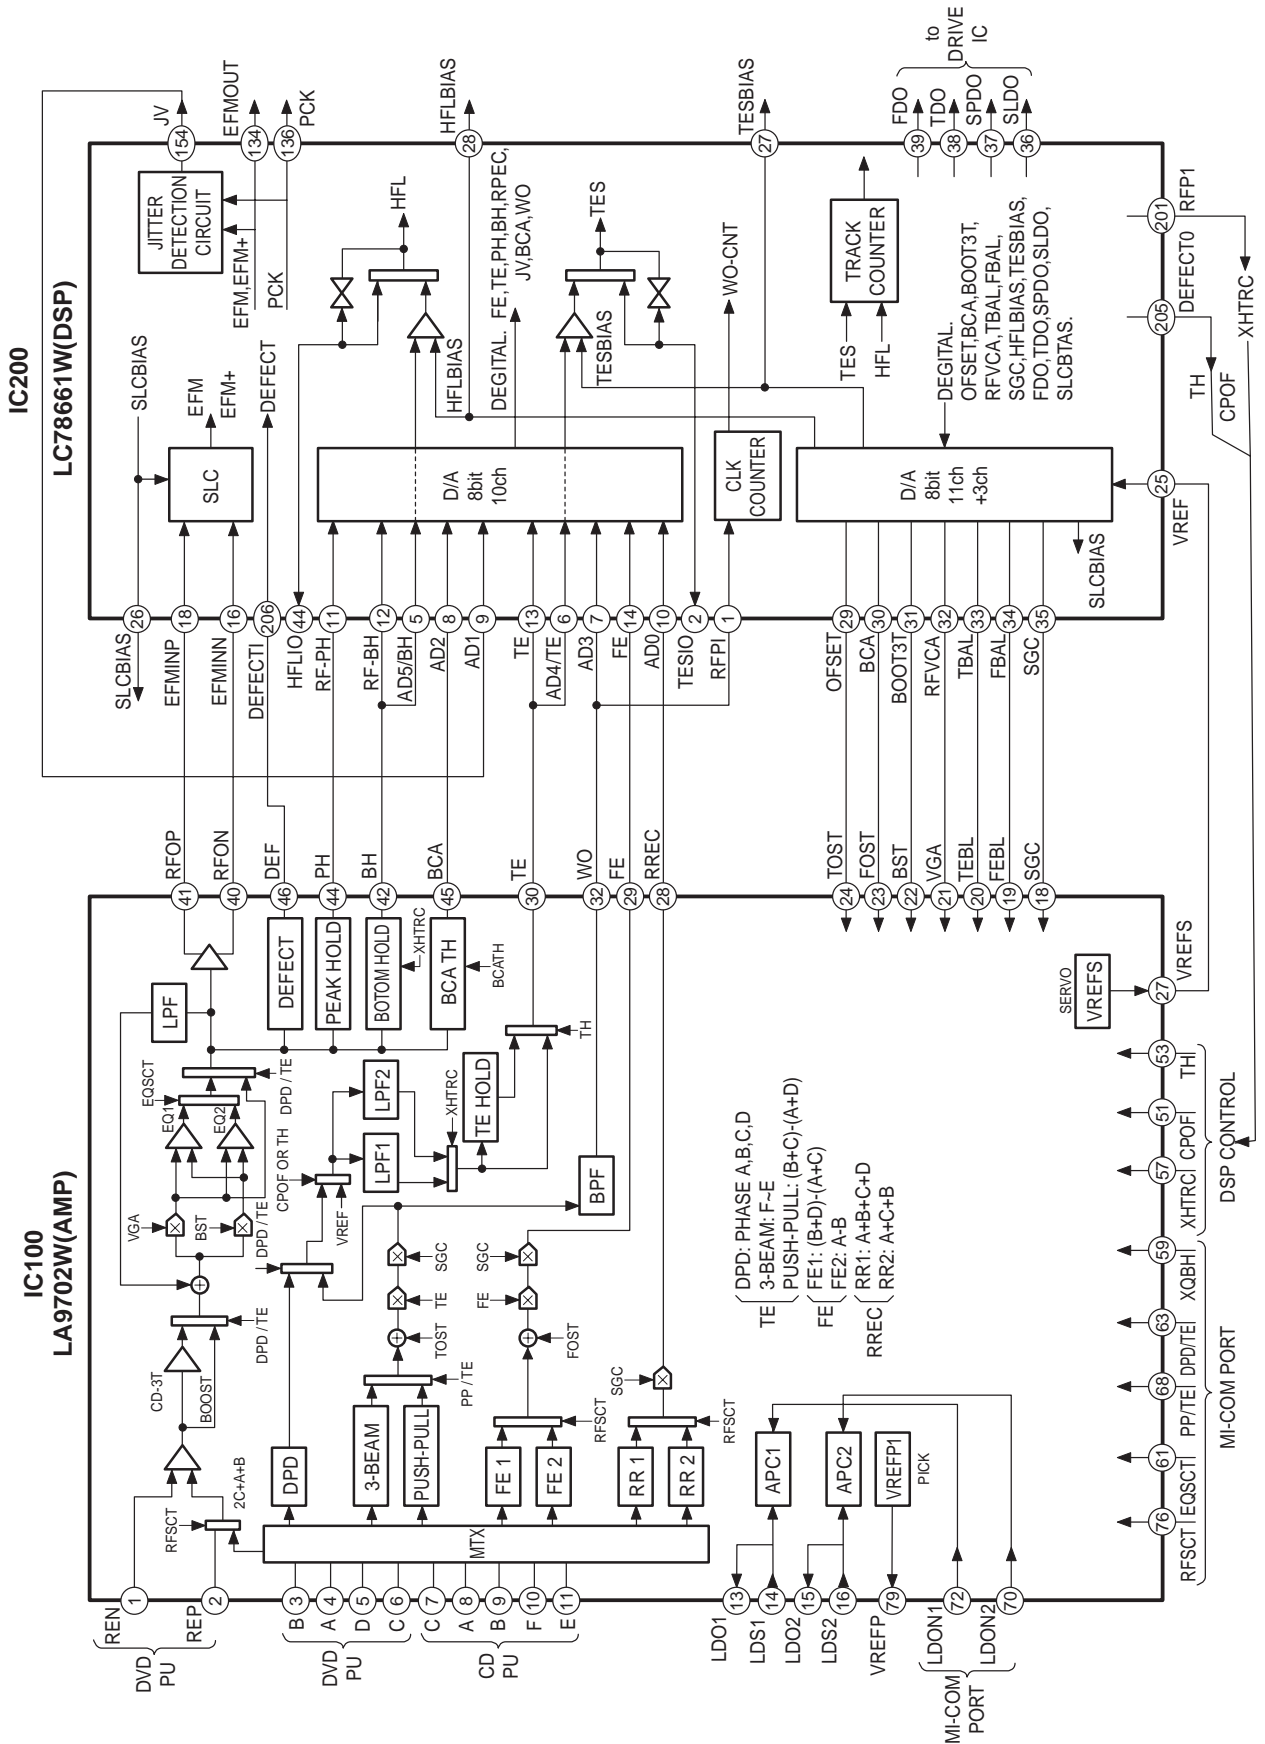 IC100
LA9702W(AMP)
IC200
LC78661W(DSP)
DVD
PU
REN
1
REP
2
RFSCT
2C+A+B
CD-3T
BOOST
DPD / TE
VGA
BST
DPD / TE
EQSCT
EQ1
EQ2
DPD / TE
LPF
RFOP
41
RFON
40
DEFECT
DEF
46
PEAK HOLD
PH
44
BOTOM HOLD
XHTRC
BH
42
BCA TH
BCATH
BCA
45
DVD
PU
B
3
A
4
D
5
C
6
CD
PU
C
7
A
8
B
9
F
10
E
11
MTX
DPD
CPOF OR TH
VREF
LPF1
LPF2
XHTRC
TE HOLD
TH
TE
30
3-BEAM
PUSH-PULL
PP / TE
TOST
TE
SGC
BPF
WO
32
FE 1
FE 2
RFSCT
FOST
FE
SGC
FE
29
RR 1
RR 2
RFSCT
SGC
RREC
28
LDO1
13
LDS1
14
LDO2
15
LDS2
16
VREFP
79
LDON1
72
LDON2
70
MI-COM
PORT
APC1
APC2
VREFP1
PICK
TE
DPD: PHASE A,B,C,D
3-BEAM: F~E
PUSH-PULL: (B+C)-(A+D)
FE
FE1: (B+D)-(A+C)
FE2: A-B
RREC
RR1: A+B+C+D
RR2: A+C+B
TOST
24
FOST
23
BST
22
VGA
21
TEBL
20
FEBL
19
SGC
18
SERVO
VREFS
VREFS
27
RFSCT
76
EQSCT
61
PP/TE
68
DPD/TE
63
XQBH
59
MI-COM PORT
XHTRC
57
CPOF
51
TH
53
DSP CONTROL
SLCBIAS
26
SLCBIAS
EFMINP
18
EFMINN
16
SLC
EFM
EFM+
DEFECTI
206
DEFECT
HFLIO
44
RF-PH
11
RF-BH
12
AD5/BH
5
AD2
8
AD1
9
TE
13
AD4/TE
6
AD3
7
FE
14
AD0
10
TESIO
2
RFPI
1
D/A
8bit
10ch
JITTER
DETECTION
CIRCUIT
EFM,EFM+
PCK
JV
154
EFMOUT
134
PCK
136
HFL
HFLBIAS
HFLBIAS
28
DEGITAL. FE,TE,PH,BH,RPEC,
JV,BCA,WO
TESBIAS
TES
WO-CNT
CLK
COUNTER
TESBIAS
27
TES
HFL
TRACK
COUNTER
OFSET
29
BCA
30
BOOT3T
31
RFVCA
32
TBAL
33
FBAL
34
SGC
35
D/A
8bit
11ch
+3ch
SLCBIAS
DEGITAL.
OFSET,BCA,BOOT3T,
RFVCA,TBAL,FBAL,
SGC,HFLBIAS,TESBIAS,
FDO,TDO,SPDO,SLDO,
SLCBTAS.
FDO
39
TDO
38
SPDO
37
SLDO
36
to
DRIVE
IC
VREF
25
DEFECT0
205
RFP1
201
TH
CPOF
XHTRC